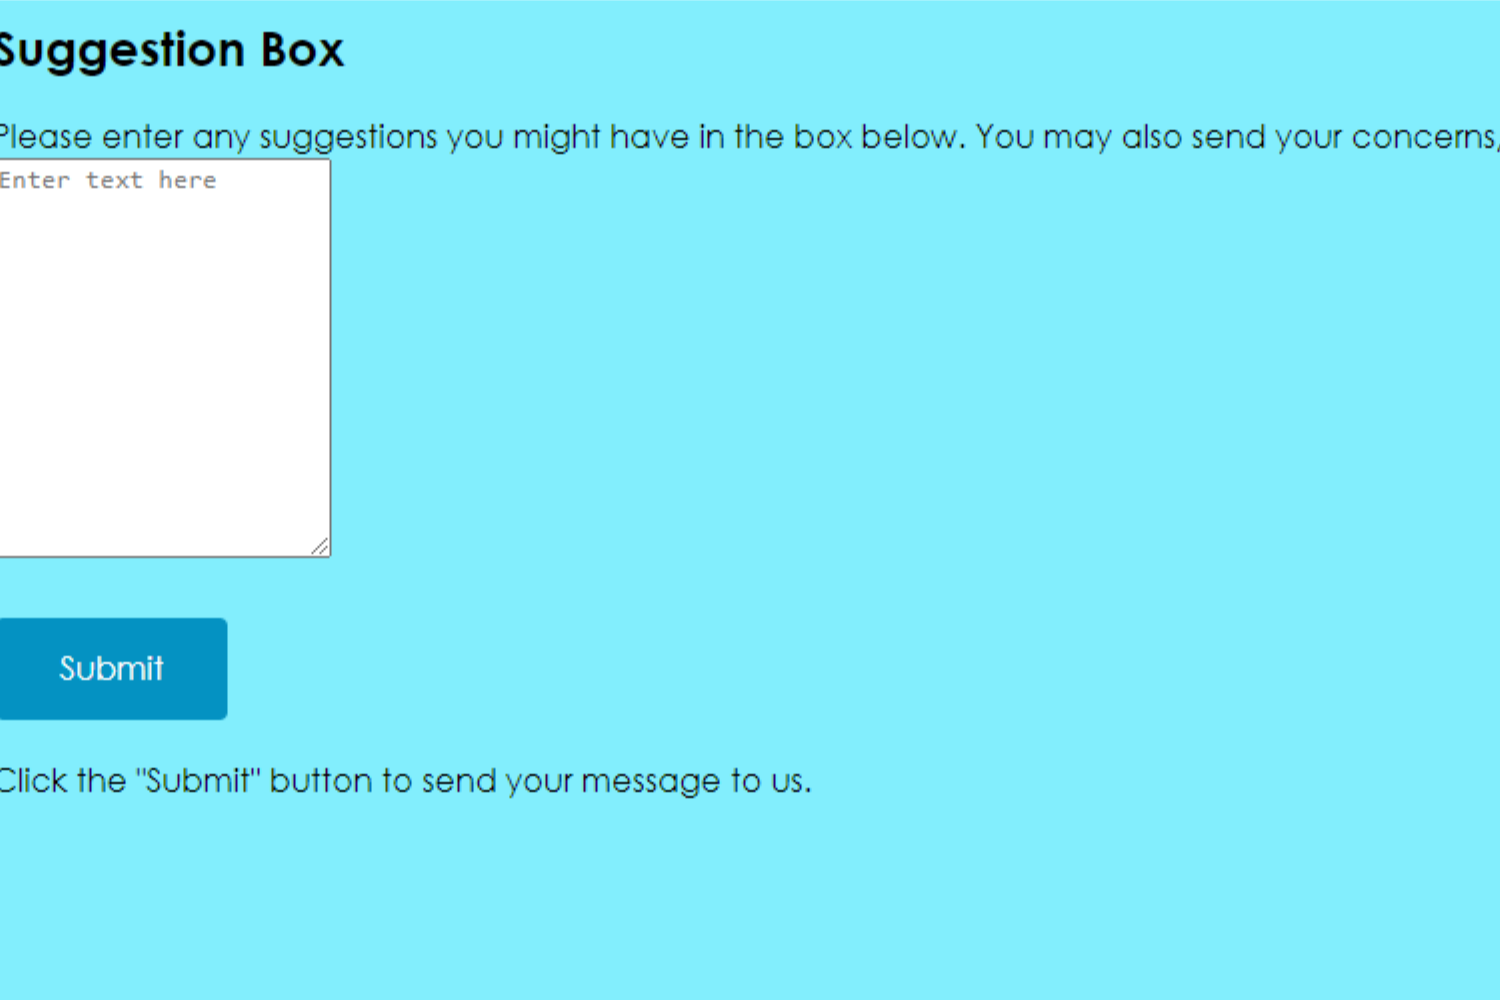 Suggestion Box
Please enter any suggestions you might have in the box below. You may also send your concerns,
Enter text here
Submit
Click the "Submit" button to send your message to us.